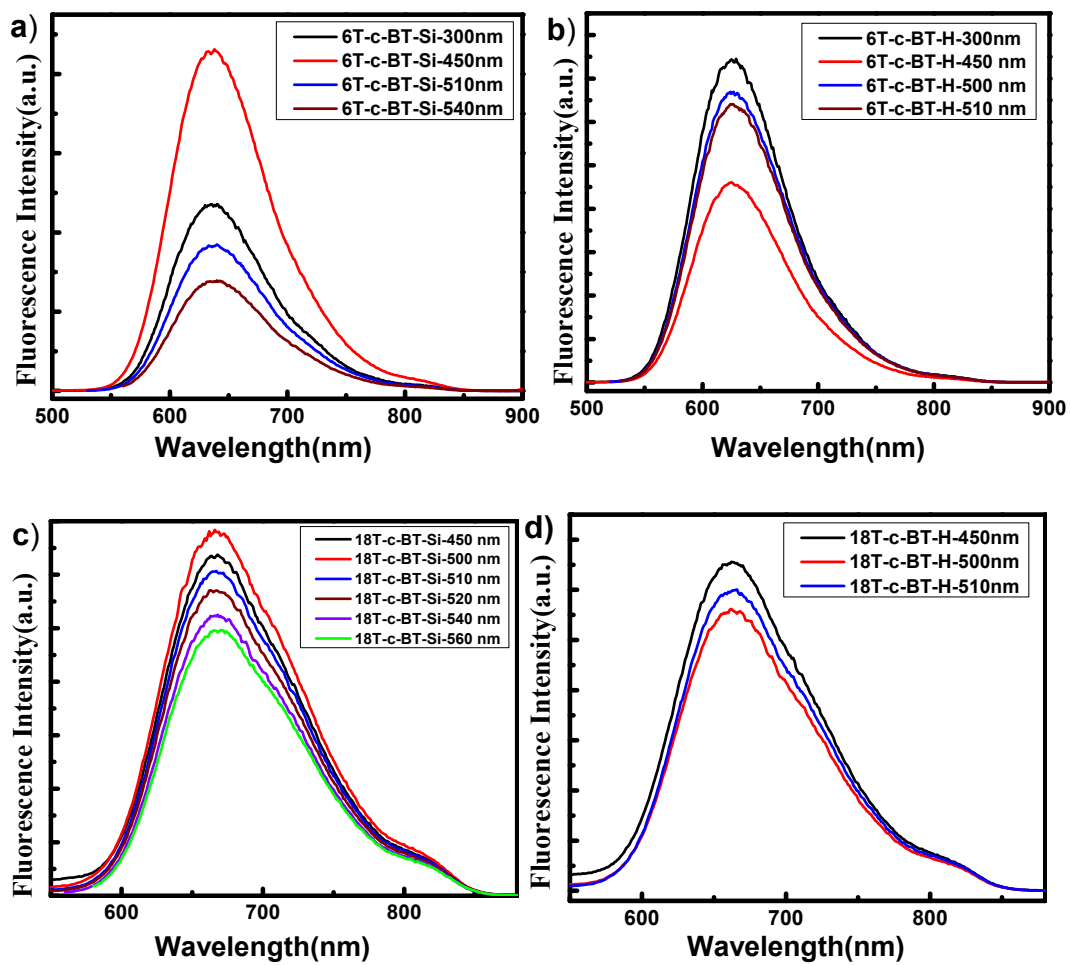 a)
6T-c-BT-Si-300nm
6T-c-BT-Si-450nm
6T-c-BT-Si-510nm
6T-c-BT-Si-540nm
Fluorescence Intensity(a.u.)
500 600 700 800 900
Wavelength(nm)
b)
6T-c-BT-H-300nm
6T-c-BT-H-450 nm
6T-c-BT-H-500 nm
6T-c-BT-H-510 nm
Fluorescence Intensity(a.u.)
500 600 700 800 900
Wavelength(nm)
c)
18T-c-BT-Si-450 nm
18T-c-BT-Si-500 nm
18T-c-BT-Si-510 nm
18T-c-BT-Si-520 nm
18T-c-BT-Si-540 nm
18T-c-BT-Si-560 nm
Fluorescence Intensity(a.u.)
600 700 800
Wavelength(nm)
d)
18T-c-BT-H-450nm
18T-c-BT-H-500nm
18T-c-BT-H-510nm
Fluorescence Intensity(a.u.)
600 700 800
Wavelength(nm)